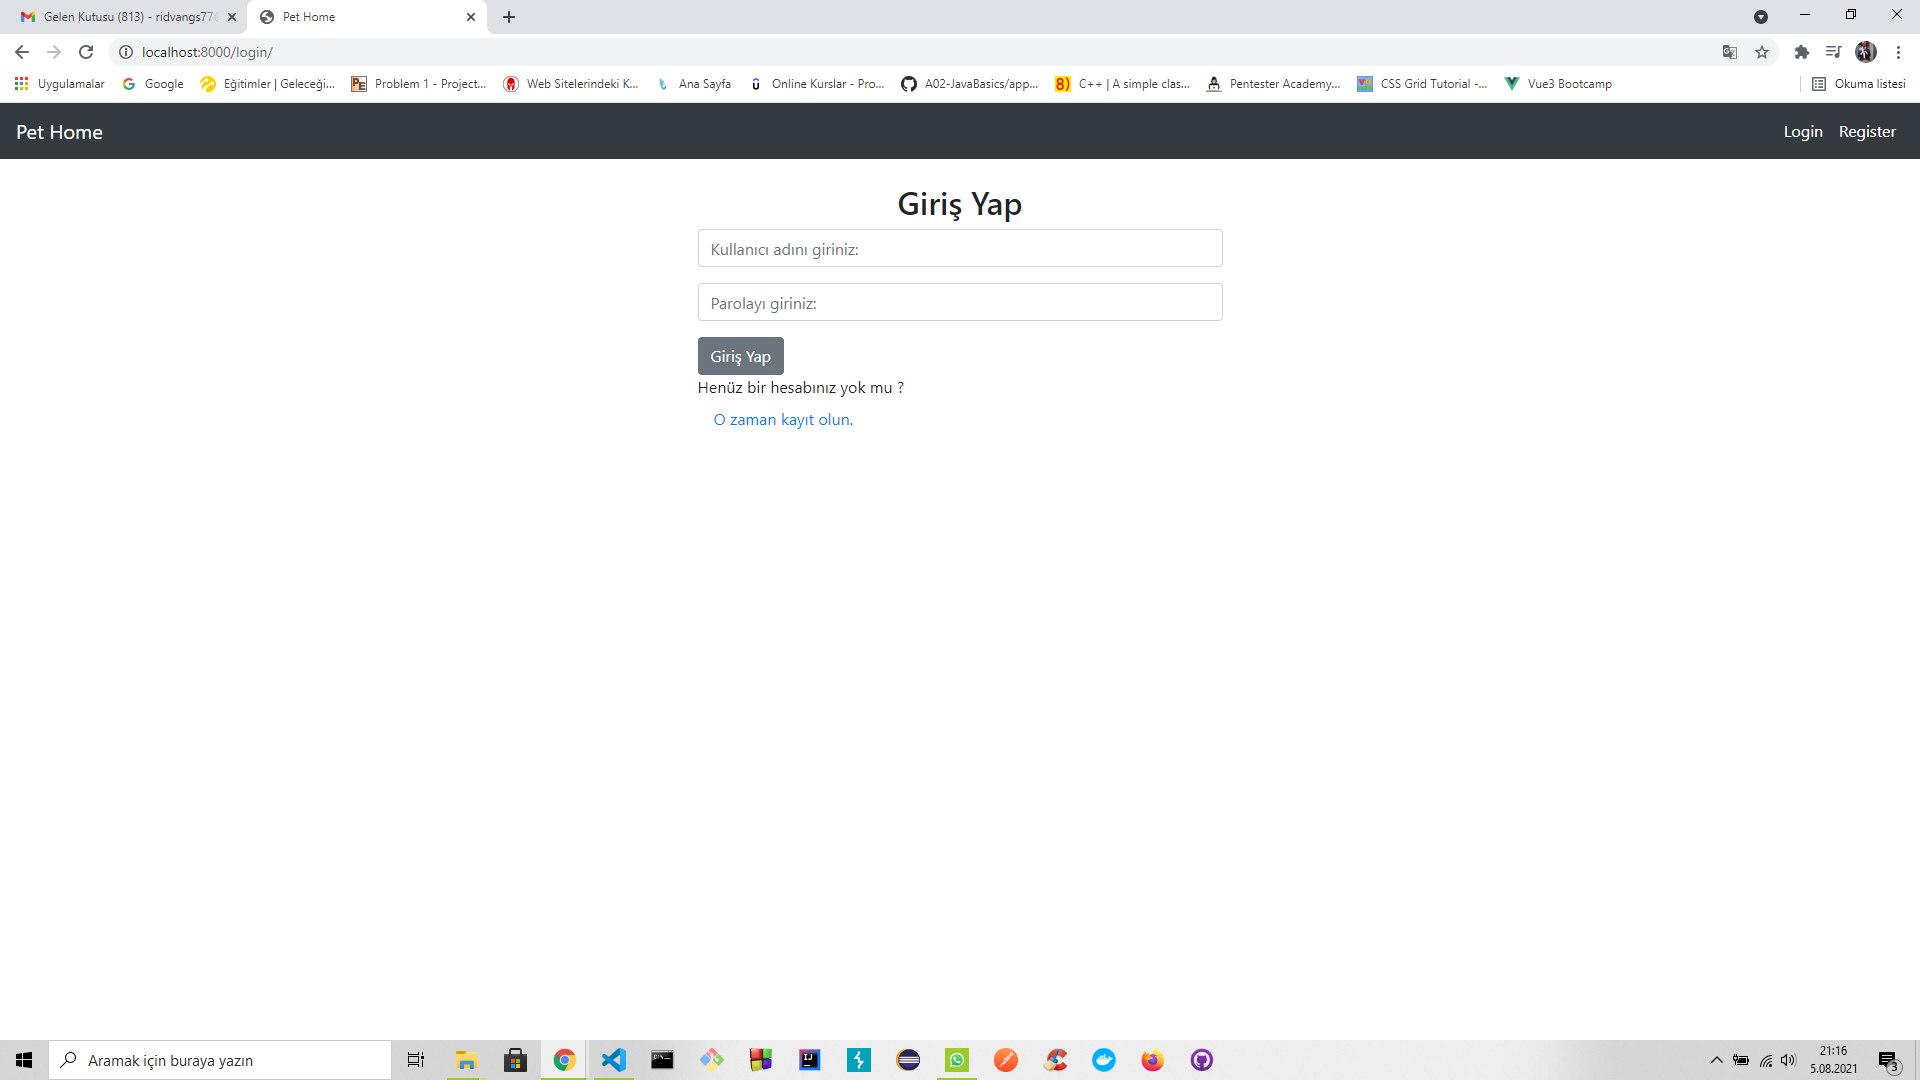 Gelen Kutusu (813) - ridvangs77
Pet Home
localhost:8000/login/
Uygulamalar
Google
Eğitimler | Geleceği...
Problem 1 - Project...
Web Sitelerindeki K...
Ana Sayfa
Online Kurslar - Pro...
A02-JavaBasics/app...
C++ | A simple clas...
Pentester Academy...
CSS Grid Tutorial -...
Vue3 Bootcamp
Okuma listesi
Pet Home
Login
Register
Giriş Yap
Kullanıcı adını giriniz:
Parolayı giriniz:
Giriş Yap
Henüz bir hesabınız yok mu ?
O zaman kayıt olun.
Aramak için buraya yazın
21:16
5.08.2021
3